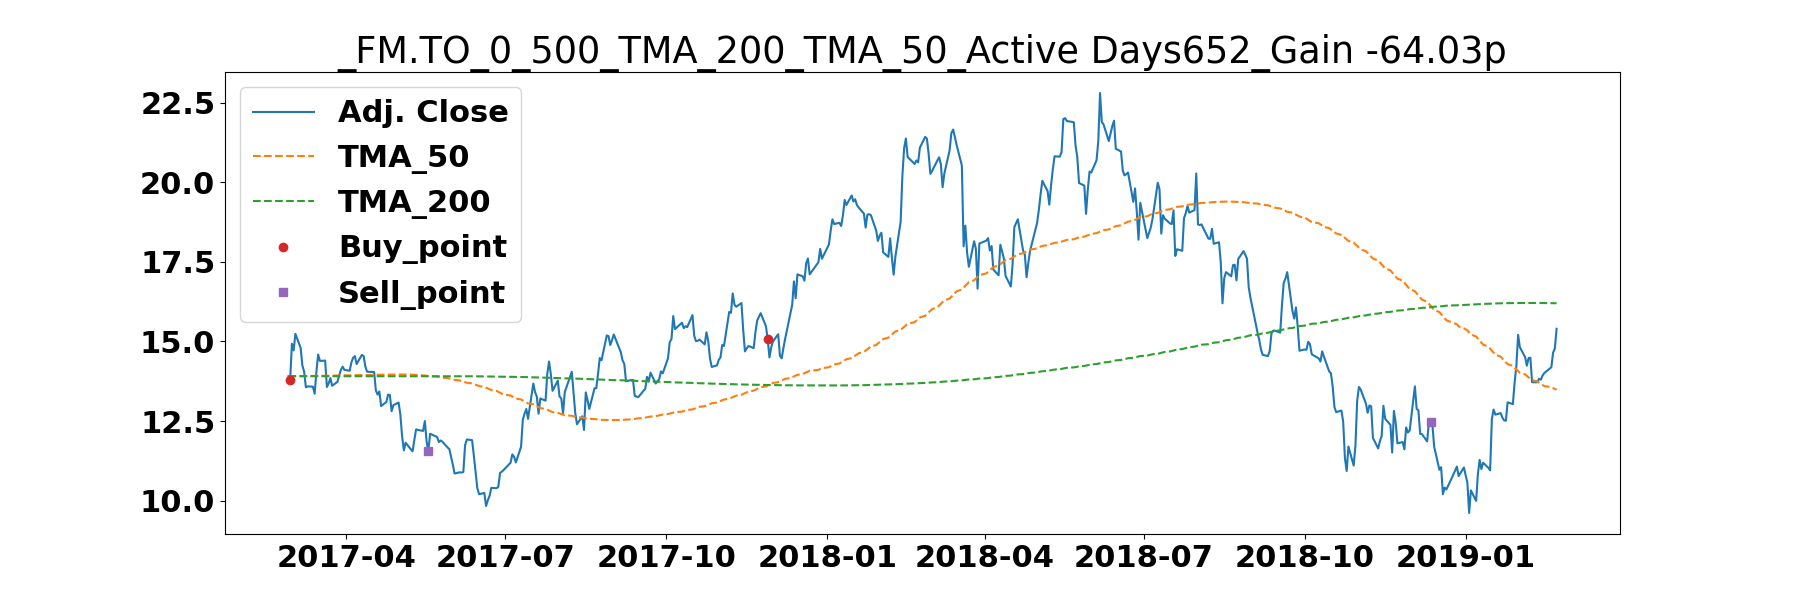 _FM.TO_0_500_TMA_200_TMA_50_Active Days652_Gain -64.03p
22.5
20.0
17.5
15.0
12.5
10.0
Adj. Close
TMA_50
TMA_200
Buy_point
Sell_point
2017-04 2017-07 2017-10 2018-01 2018-04 2018-07 2018-10 2019-01